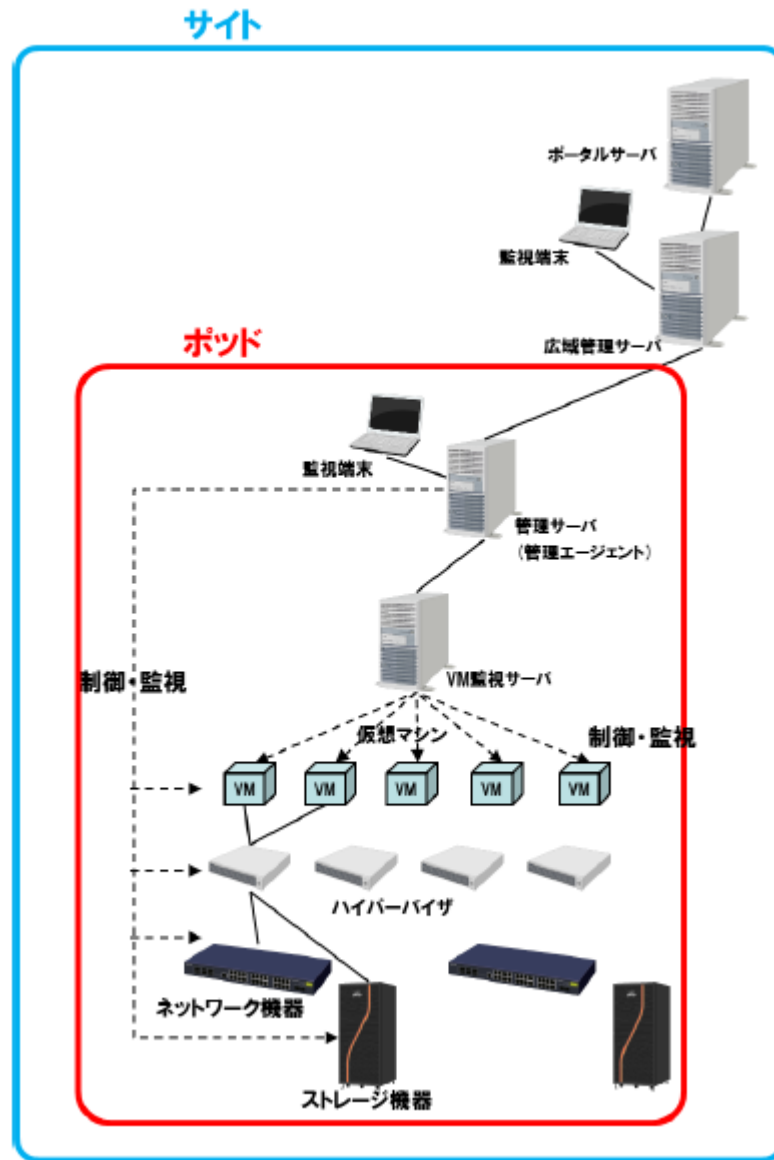 サイト
ポータルサーバ
監視端末
広域管理サーバ
ポッド
監視端末
管理サーバ
(管理エージェント)
VM監視サーバ
制御・監視
仮想マシン
制御・監視
VM
VM
VM
VM
VM
ハイパーバイザ
ネットワーク機器
ストレージ機器